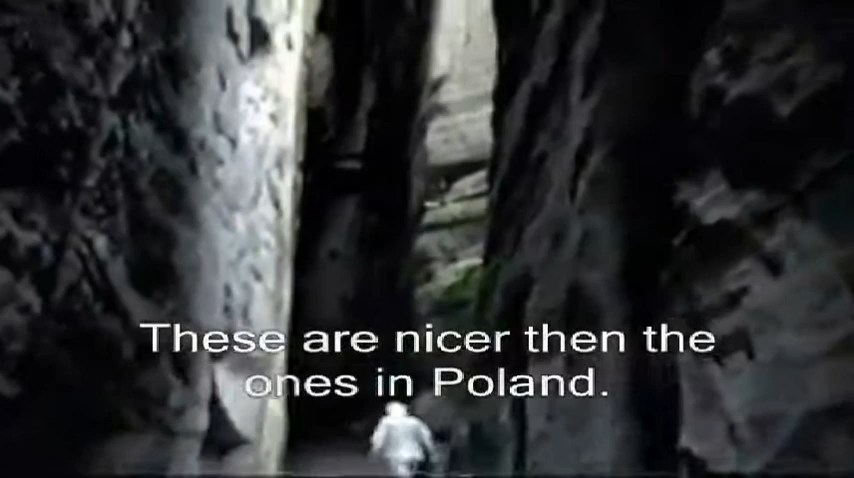 These are nicer then the
ones in Poland.